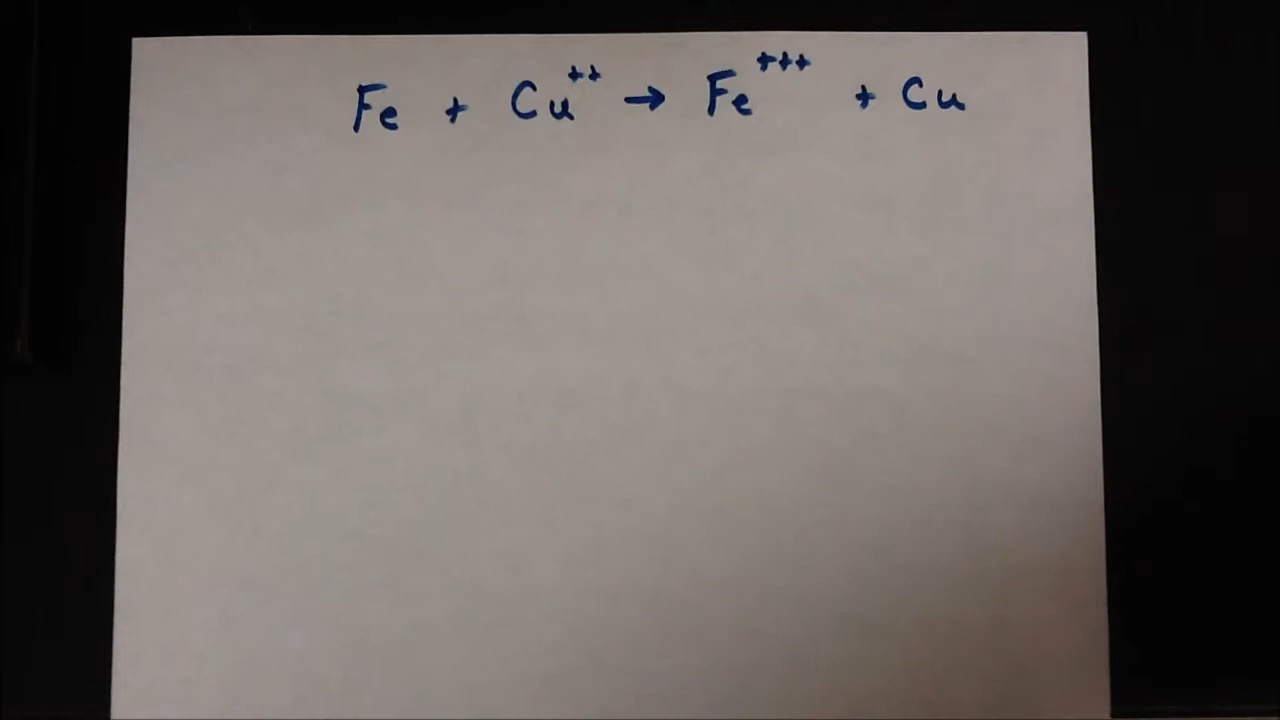 Fe + Cu⁺⁺ → Fe⁺⁺⁺ + Cu